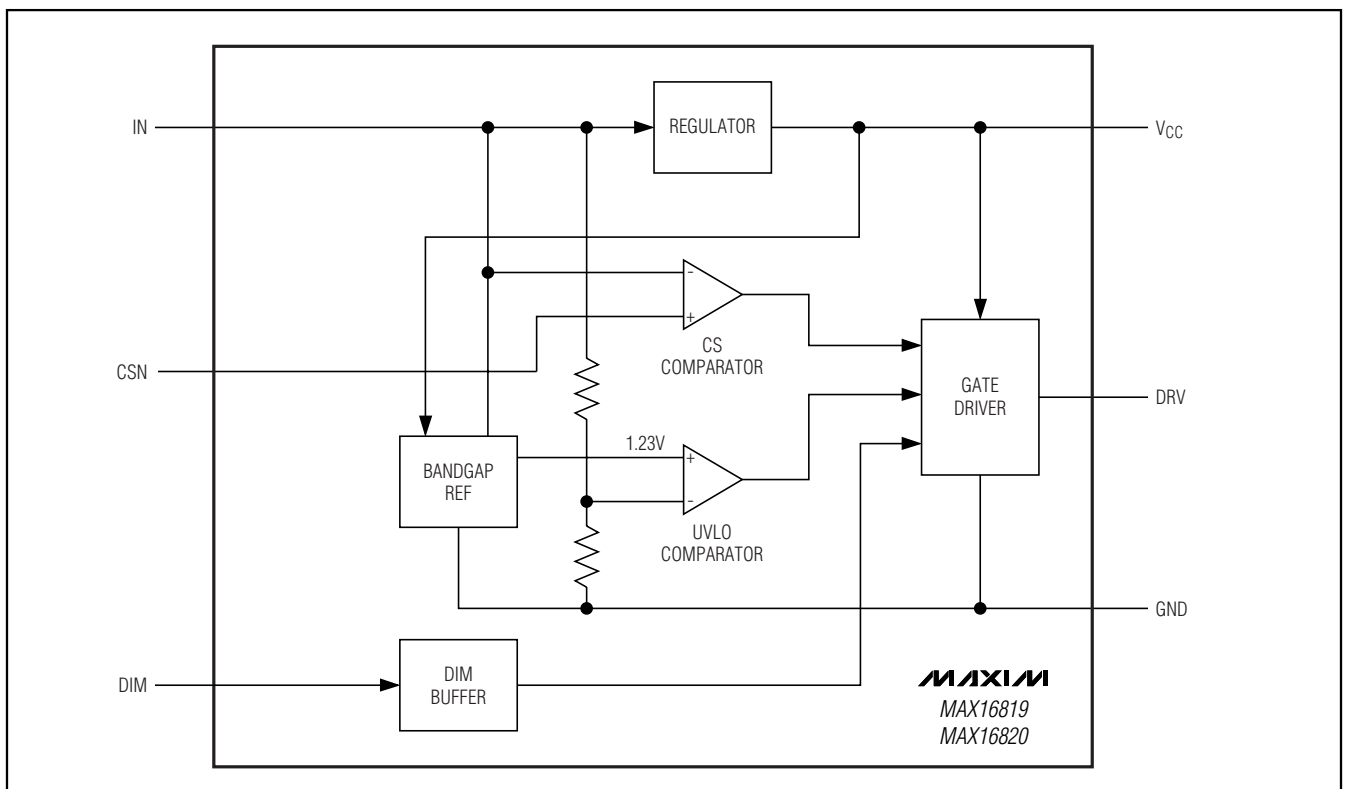 IN
REGULATOR
VCC
-
+
CS
COMPARATOR
CSN
GATE
DRIVER
DRV
1.23V
+
-
BANDGAP
REF
UVLO
COMPARATOR
GND
DIM
DIM
BUFFER
MAXIM
MAX16819
MAX16820